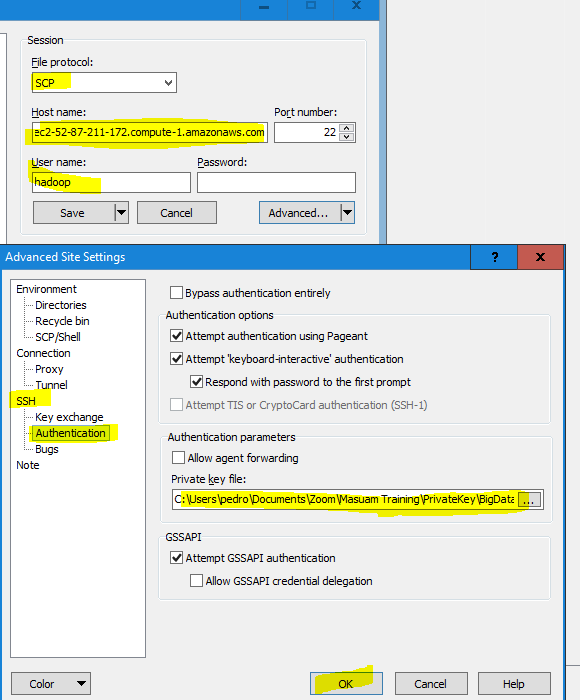 Session
File protocol:
SCP
Host name:
Port number:
ec2-52-87-211-172.compute-1.amazonaws.com
22
User name:
Password:
hadoop
Save
Cancel
Advanced...
Advanced Site Settings
?
X
Environment
Directories
Recycle bin
SCP/Shell
Connection
Proxy
Tunnel
SSH
Key exchange
Authentication
Bugs
Note
Bypass authentication entirely
Authentication options
Attempt authentication using Pageant
Attempt 'keyboard-interactive' authentication
Respond with password to the first prompt
Attempt TIS or CryptoCard authentication (SSH-1)
Authentication parameters
Allow agent forwarding
Private key file:
C:\Users\pedro\Documents\Zoom\Masuam Training\PrivateKey\BigData
...
GSSAPI
Attempt GSSAPI authentication
Allow GSSAPI credential delegation
Color
OK
Cancel
Help